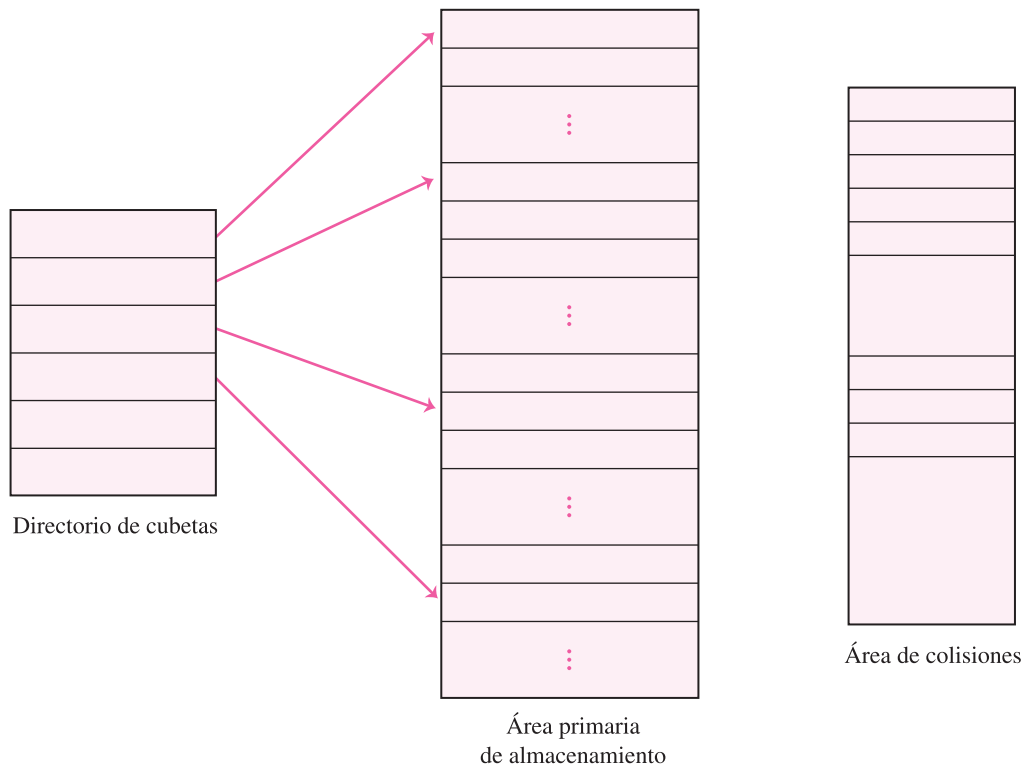 Directorio de cubetas
Área primaria
de almacenamiento
Área de colisiones